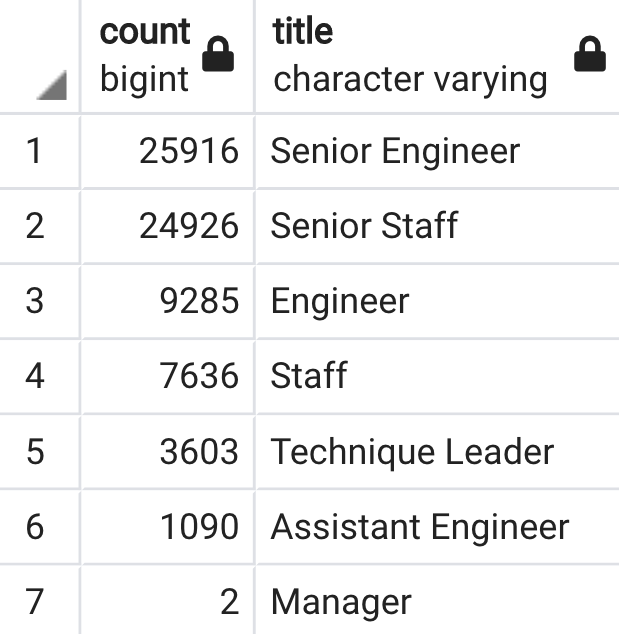 count title
bigint character varying
1 25916 Senior Engineer
2 24926 Senior Staff
3 9285 Engineer
4 7636 Staff
5 3603 Technique Leader
6 1090 Assistant Engineer
7 2 Manager